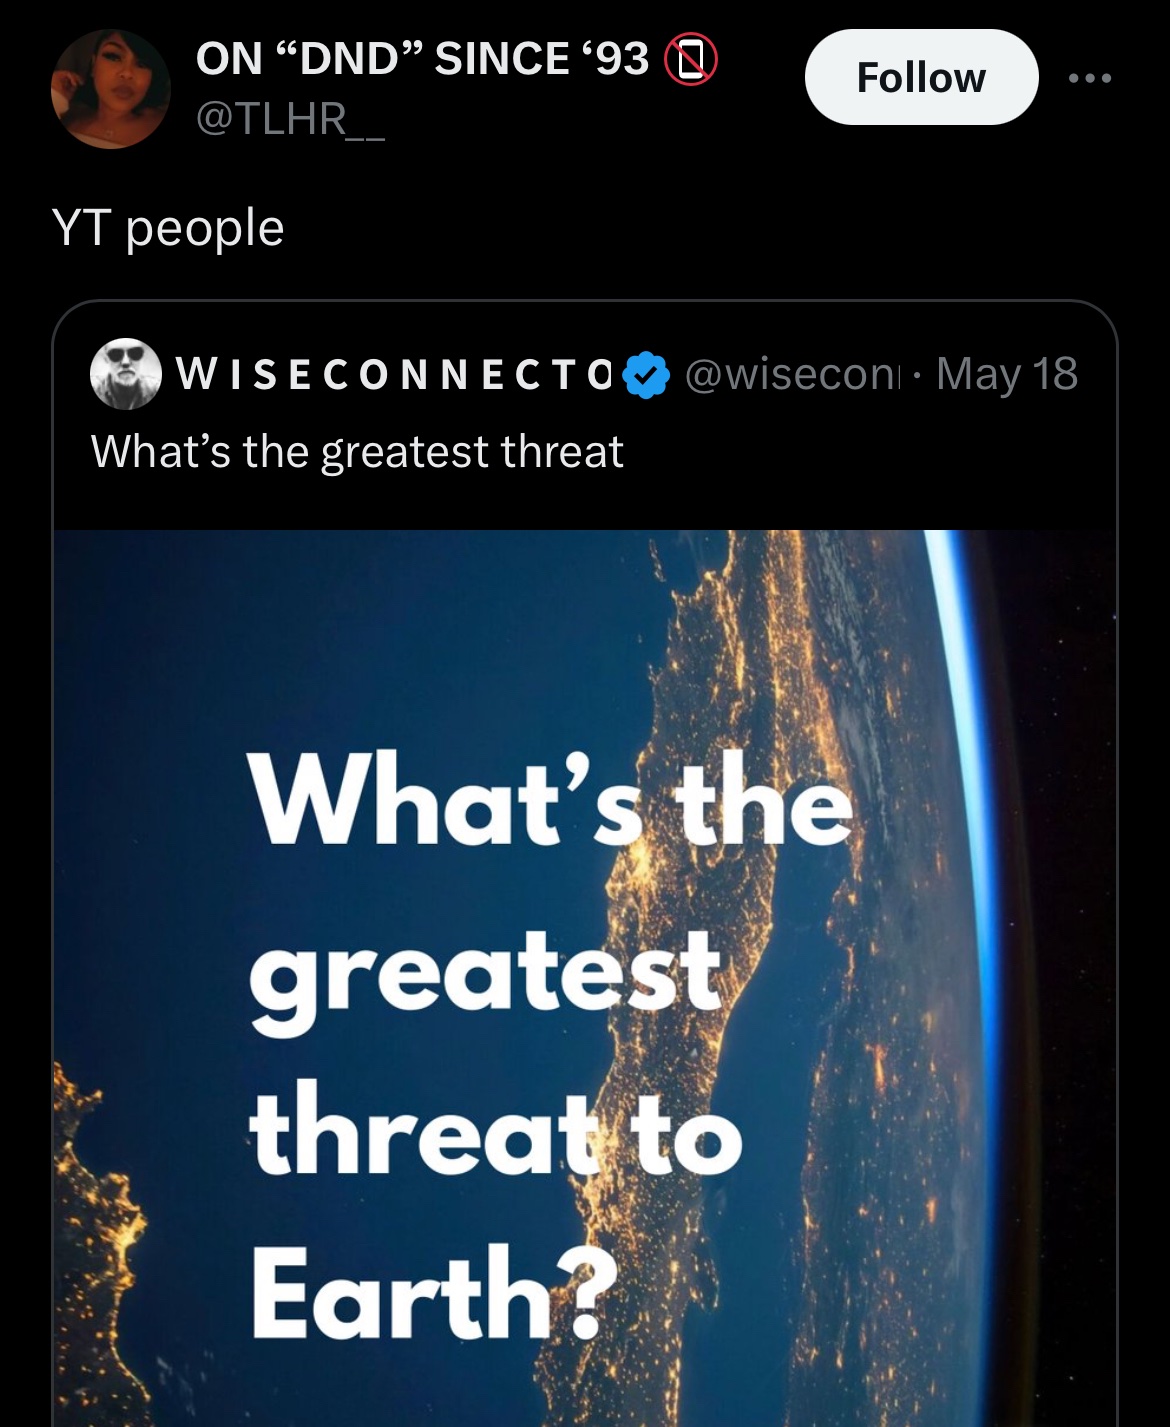 ON “DND” SINCE ‘93 📵
@TLHR__
Follow
YT people
WISECONNECTO @wisecon · May 18
What’s the greatest threat
What’s the
greatest
threat to
Earth?